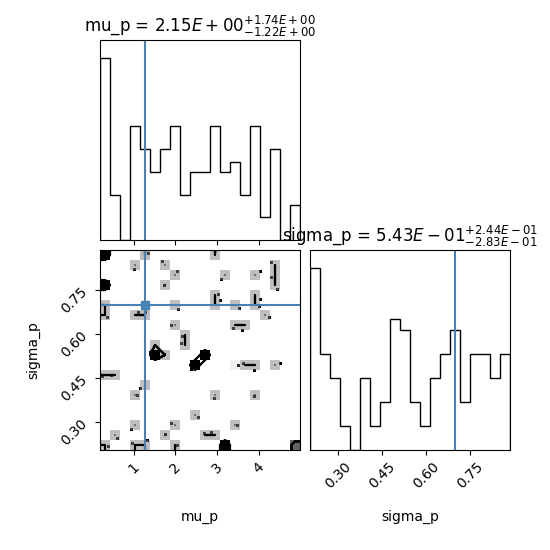 mu_p = 2.15E + 00+1.74E+00 −1.22E+00
sigma_p = 5.43E − 01+2.44E−01 −2.83E−01
sigma_p
0.75
0.60
0.45
0.30
1 2 3 4
0.30 0.45 0.60 0.75
mu_p sigma_p